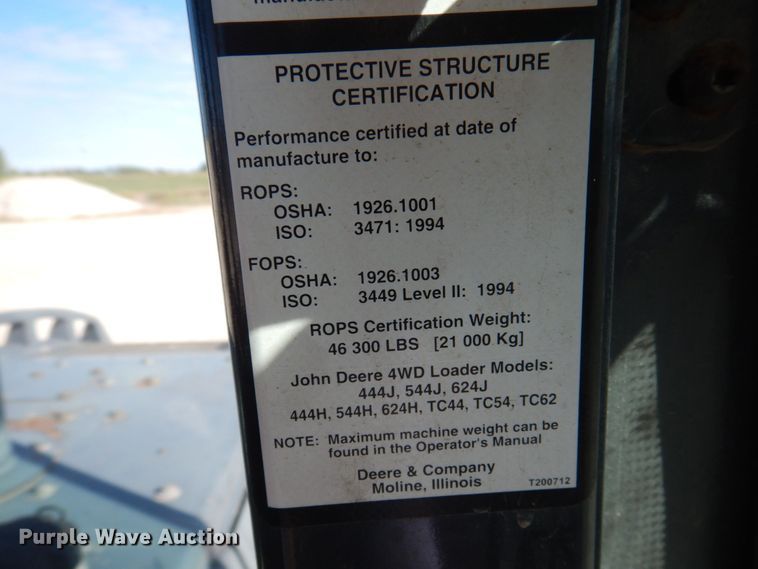 PROTECTIVE STRUCTURE
CERTIFICATION
Performance certified at date of
manufacture to:
ROPS:
OSHA: 1926.1001
ISO: 3471: 1994
FOPS:
OSHA: 1926.1003
ISO: 3449 Level II: 1994
ROPS Certification Weight:
46 300 LBS [21 000 Kg]
John Deere 4WD Loader Models:
444J, 544J, 624J
444H, 544H, 624H, TC44, TC54, TC62
NOTE: Maximum machine weight can be
found in the Operator's Manual
Deere & Company
Moline, Illinois
T200712
Purple Wave Auction